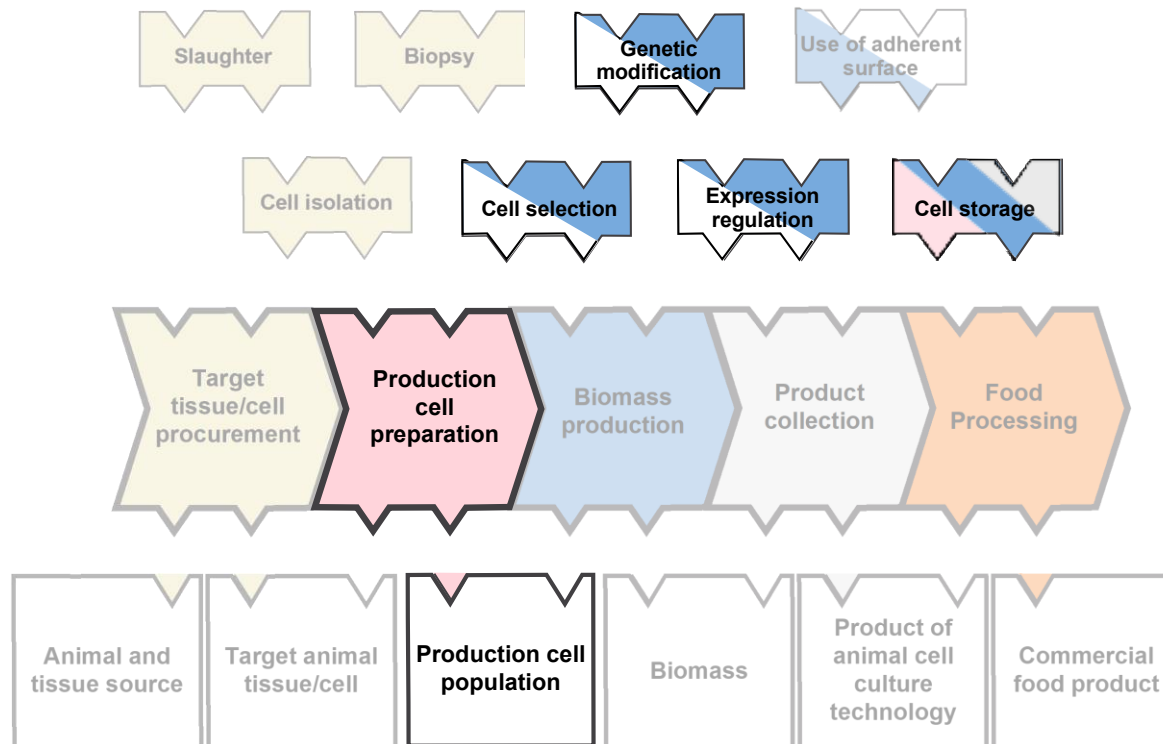 Slaughter
Biopsy
Genetic
modification
Use of adherent
surface
Cell isolation
Cell selection
Expression
regulation
Cell storage
Target
tissue/cell
procurement
Production
cell
preparation
Biomass
production
Product
collection
Food
Processing
Animal and
tissue source
Target animal
tissue/cell
Production cell
population
Biomass
Product of
animal cell
culture
technology
Commercial
food product